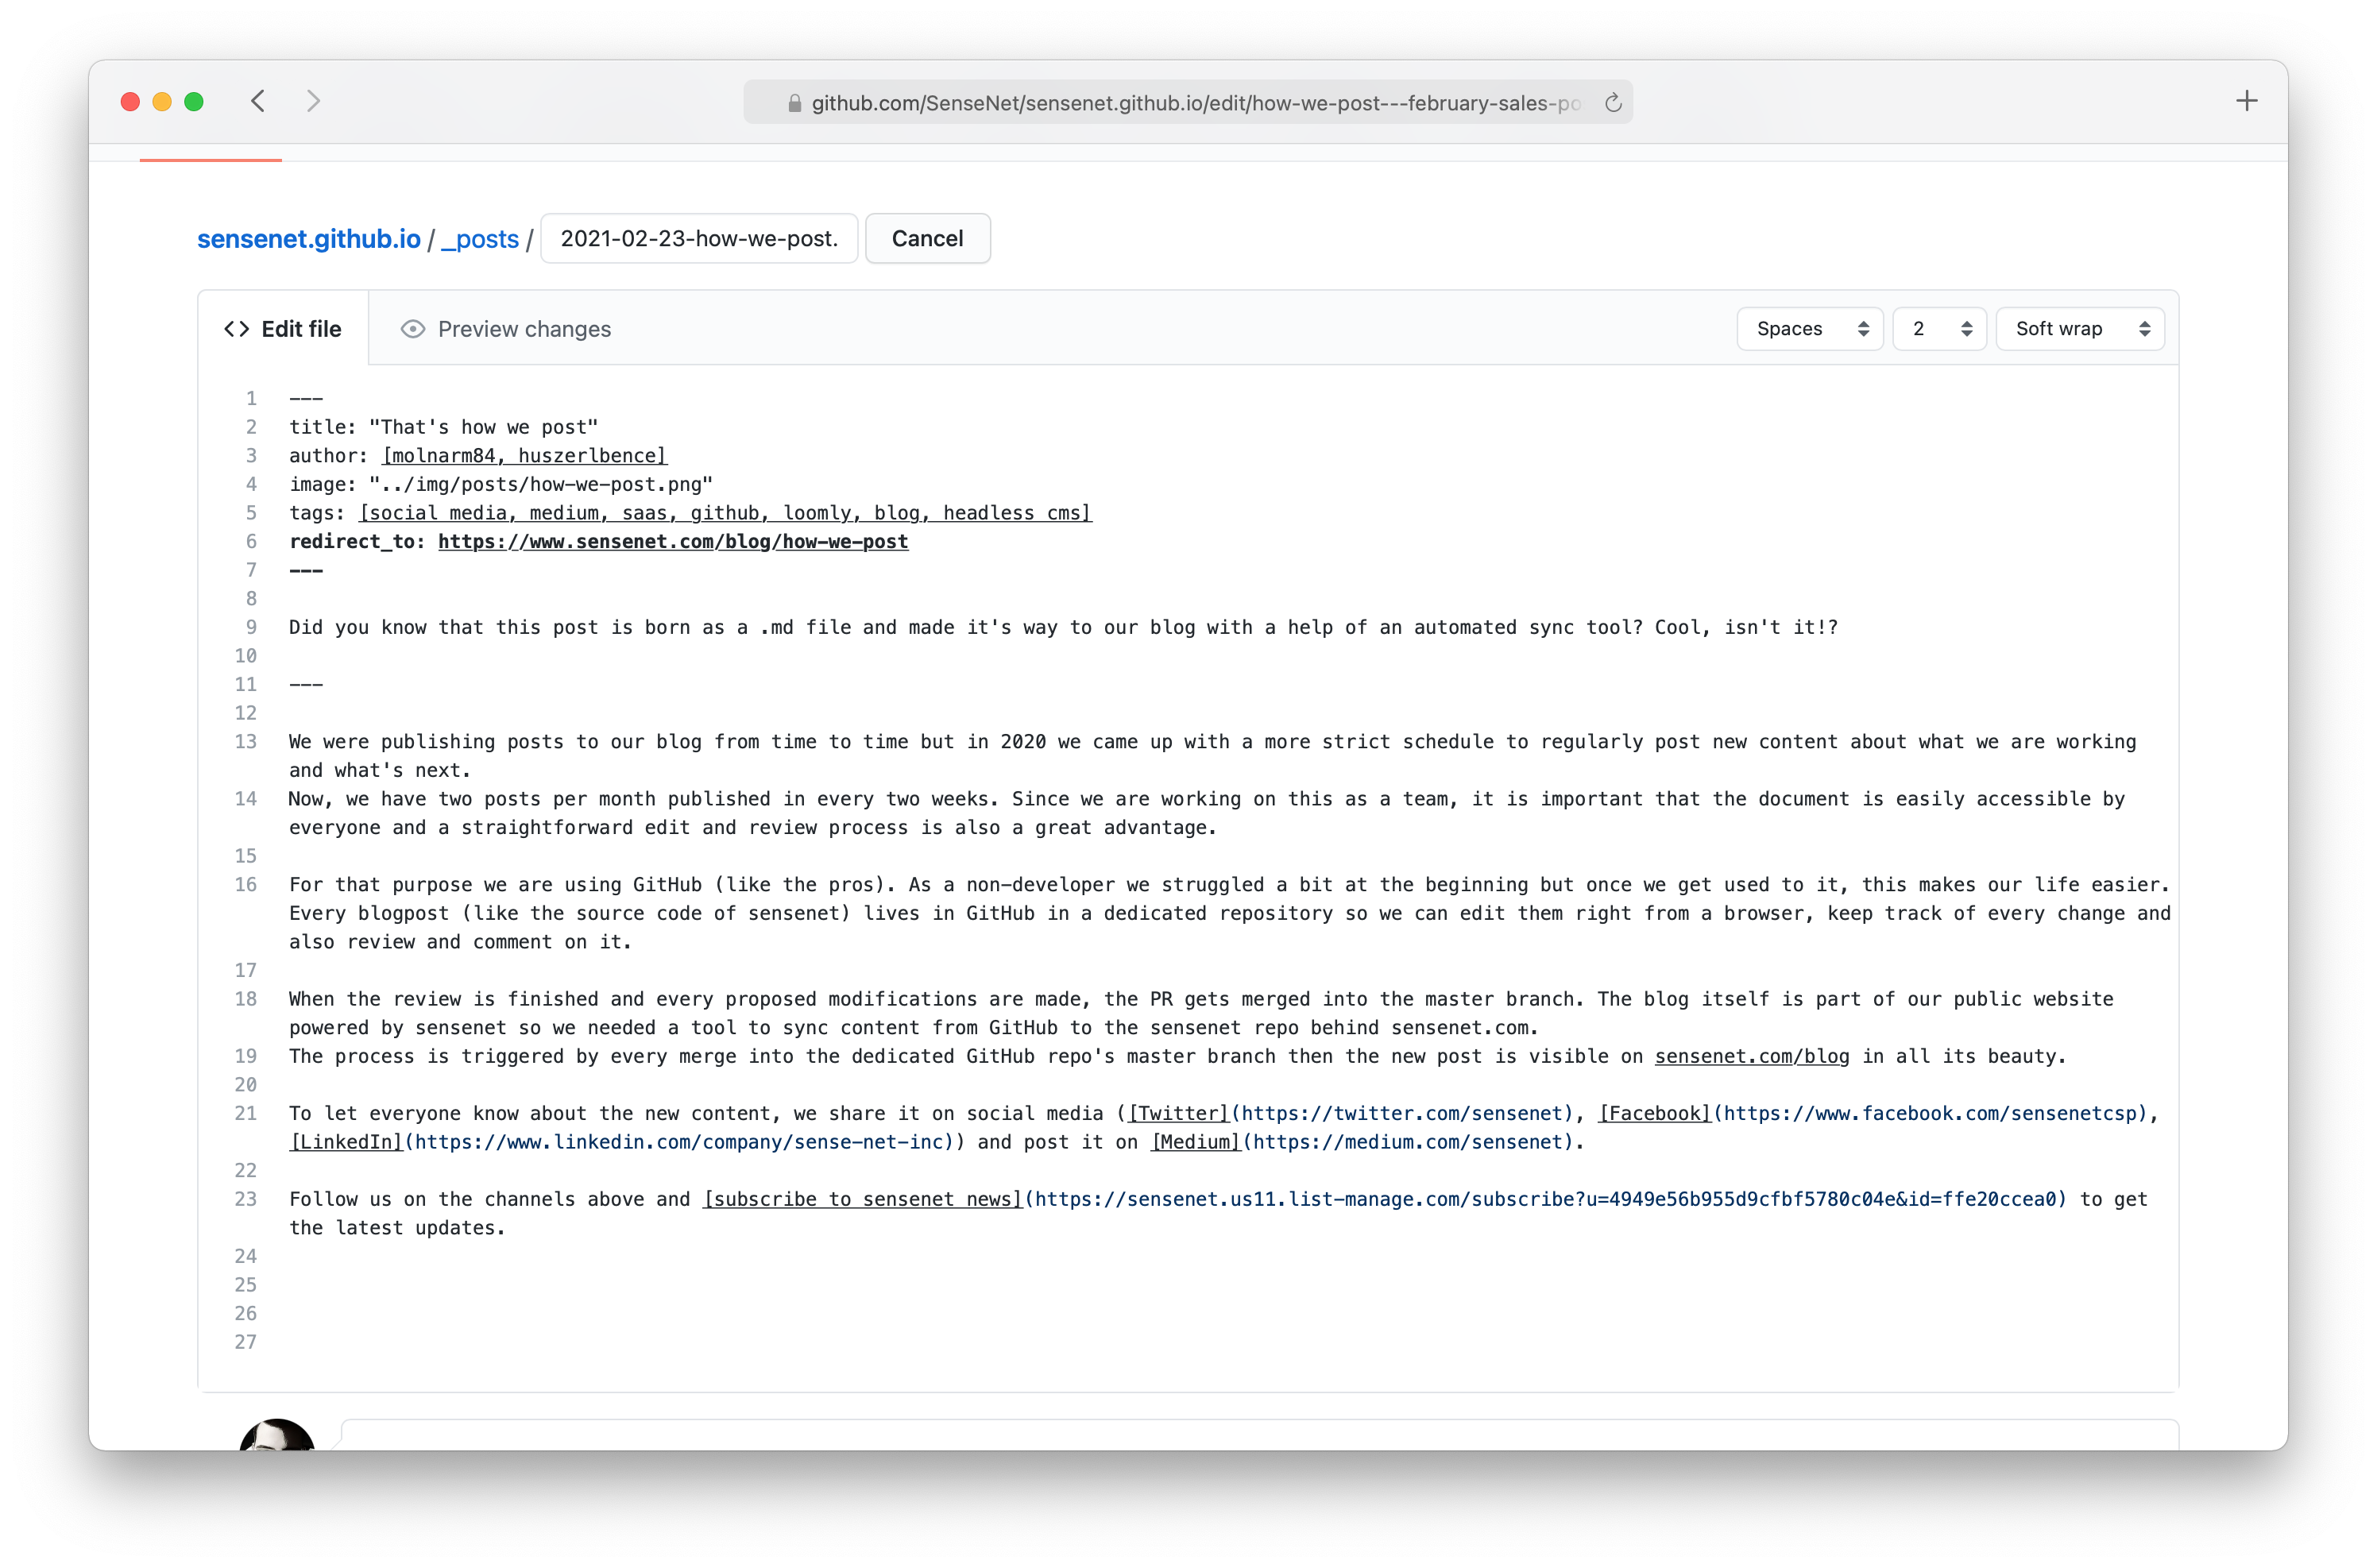 github.com/SenseNet/sensenet.github.io/edit/how-we-post---february-sales-po
sensenet.github.io / _posts / 2021-02-23-how-we-post. Cancel
<> Edit file Preview changes Spaces 2 Soft wrap
1 ---
2 title: "That's how we post"
3 author: [molnarm84, huszerlbence]
4 image: "../img/posts/how-we-post.png"
5 tags: [social media, medium, saas, github, loomly, blog, headless cms]
6 redirect_to: https://www.sensenet.com/blog/how-we-post
7 ---
8
9 Did you know that this post is born as a .md file and made it's way to our blog with a help of an automated sync tool? Cool, isn't it!?
10
11 ---
12
13 We were publishing posts to our blog from time to time but in 2020 we came up with a more strict schedule to regularly post new content about what we are working
and what's next.
14 Now, we have two posts per month published in every two weeks. Since we are working on this as a team, it is important that the document is easily accessible by
everyone and a straightforward edit and review process is also a great advantage.
15
16 For that purpose we are using GitHub (like the pros). As a non-developer we struggled a bit at the beginning but once we get used to it, this makes our life easier.
Every blogpost (like the source code of sensenet) lives in GitHub in a dedicated repository so we can edit them right from a browser, keep track of every change and
also review and comment on it.
17
18 When the review is finished and every proposed modifications are made, the PR gets merged into the master branch. The blog itself is part of our public website
powered by sensenet so we needed a tool to sync content from GitHub to the sensenet repo behind sensenet.com.
19 The process is triggered by every merge into the dedicated GitHub repo's master branch then the new post is visible on sensenet.com/blog in all its beauty.
20
21 To let everyone know about the new content, we share it on social media ([Twitter](https://twitter.com/sensenet), [Facebook](https://www.facebook.com/sensenetcsp),
[LinkedIn](https://www.linkedin.com/company/sense-net-inc)) and post it on [Medium](https://medium.com/sensenet).
22
23 Follow us on the channels above and [subscribe to sensenet news](https://sensenet.us11.list-manage.com/subscribe?u=4949e56b955d9cfbf5780c04e&id=ffe20ccea0) to get
the latest updates.
24
25
26
27